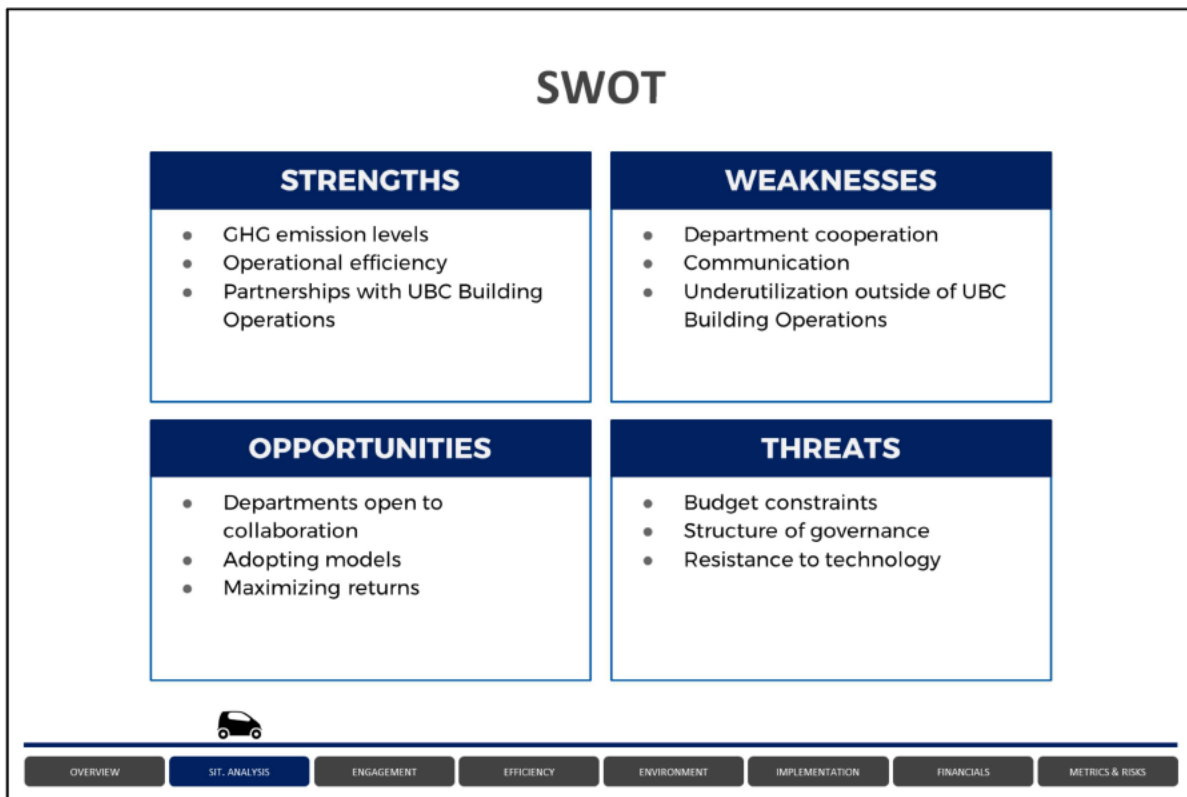 SWOT
STRENGTHS
● GHG emission levels
● Operational efficiency
● Partnerships with UBC Building
Operations
WEAKNESSES
● Department cooperation
● Communication
● Underutilization outside of UBC
Building Operations
OPPORTUNITIES
● Departments open to
collaboration
● Adopting models
● Maximizing returns
THREATS
● Budget constraints
● Structure of governance
● Resistance to technology
OVERVIEW
SIT. ANALYSIS
ENGAGEMENT
EFFICIENCY
ENVIRONMENT
IMPLEMENTATION
FINANCIALS
METRICS & RISKS